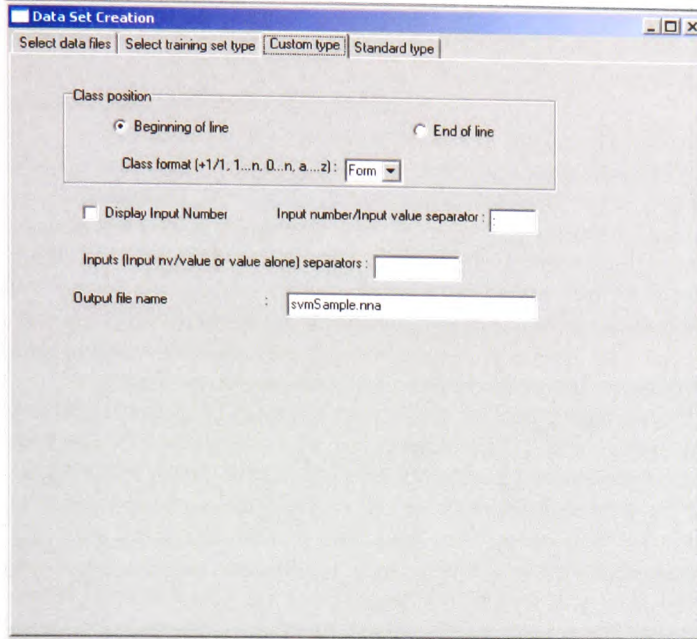 Data Set Creation
Select data files Select training set type Custom type Standard type
Class position
Beginning of line End of line
Class format (+1/1, 1...n, 0...n, a....z) : Form
Display Input Number Input number/Input value separator : :
Inputs (Input nv/value or value alone) separators :
Output file name : svmSample.nna